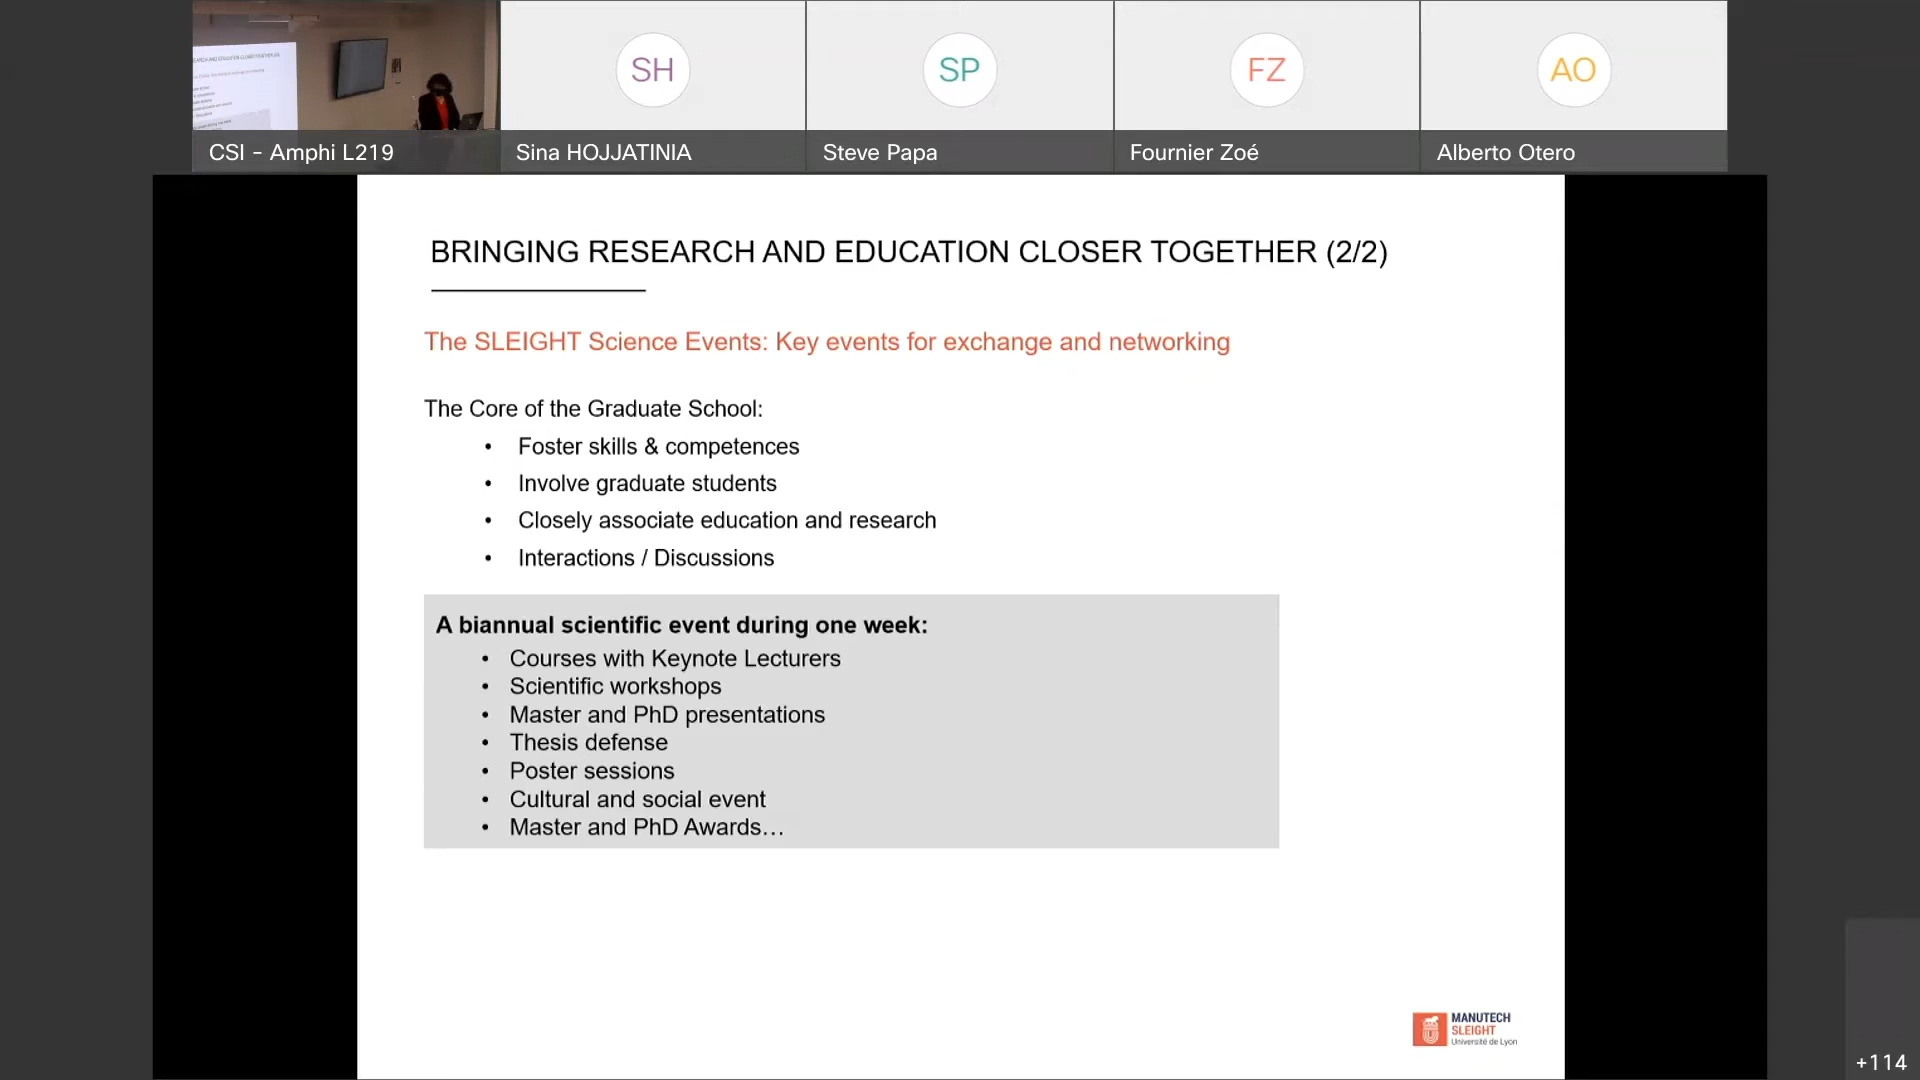 SH
SP
FZ
AO
CSI - Amphi L219
Sina HOJJATINIA
Steve Papa
Fournier Zoé
Alberto Otero
BRINGING RESEARCH AND EDUCATION CLOSER TOGETHER (2/2)
The SLEIGHT Science Events: Key events for exchange and networking
The Core of the Graduate School:
• Foster skills & competences
• Involve graduate students
• Closely associate education and research
• Interactions / Discussions
A biannual scientific event during one week:
• Courses with Keynote Lecturers
• Scientific workshops
• Master and PhD presentations
• Thesis defense
• Poster sessions
• Cultural and social event
• Master and PhD Awards…
MANUTECH
SLEIGHT
Université de Lyon
+114